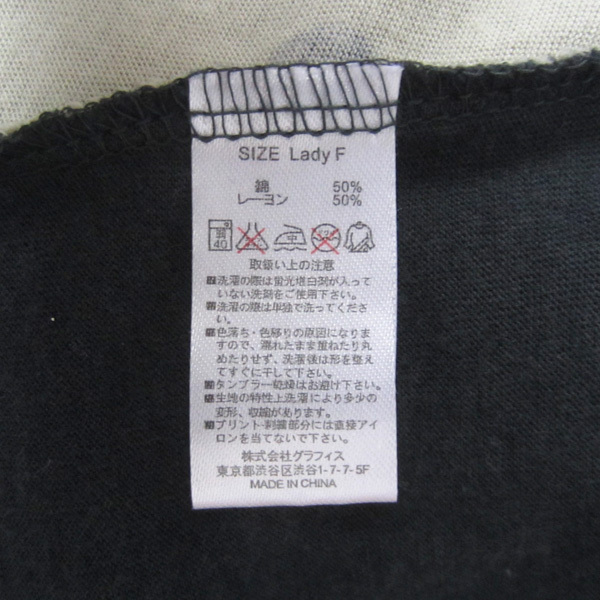 SIZE Lady F
綿 50%
レーヨン 50%
弱
40
中
取扱い上の注意
洗濯の際は蛍光増白剤が入って
いない洗剤をご使用下さい。
洗濯の際は単独で洗ってくださ
い。
色落ち・色移りの原因になりま
すので、濡れたまま重ねたり丸
めたりせず、洗濯後は形を整え
てすぐに干して下さい。
タンブラー乾燥はお避け下さい。
生地の特性上洗濯により多少の
変形、収縮があります。
プリント・刺繍部分には直接アイ
ロンを当てないで下さい。
株式会社グラフィス
東京都渋谷区渋谷1-7-7-5F
MADE IN CHINA